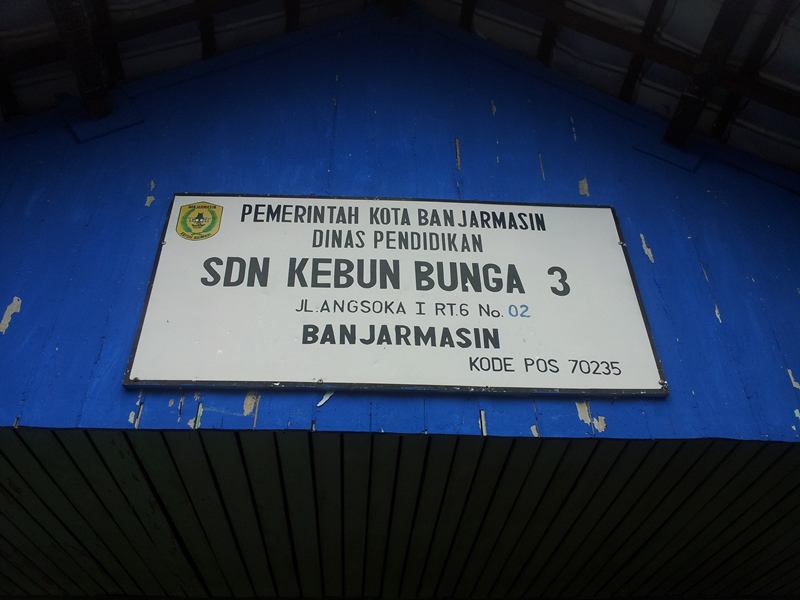 PEMERINTAH KOTA BANJARMASIN
DINAS PENDIDIKAN
SDN KEBUN BUNGA 3
JL.ANGSOKA I RT.6 No. 02
BANJARMASIN
KODE POS 70235